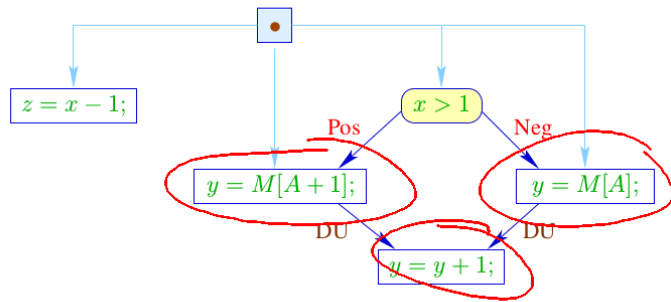 z = x − 1;
x > 1
Pos
Neg
y = M[A + 1];
y = M[A];
DU
DU
y = y + 1;